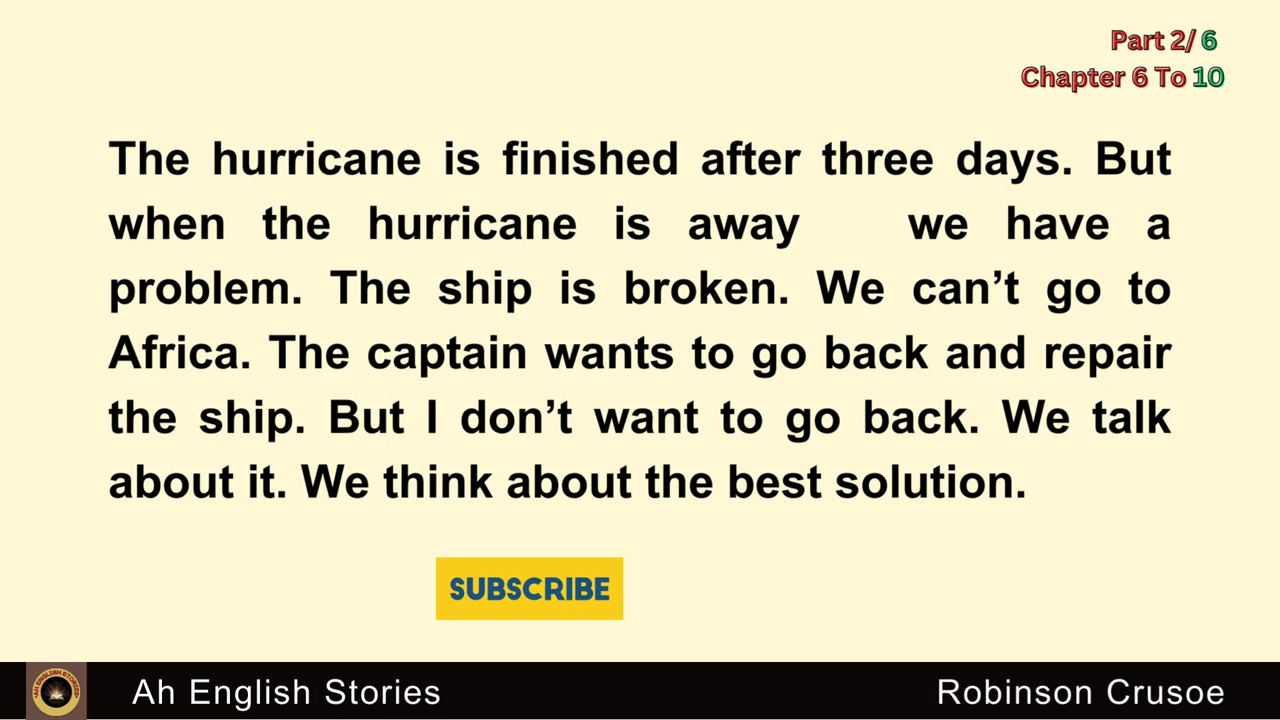 Part 2/ 6
Chapter 6 To 10
The hurricane is finished after three days. But
when the hurricane is away we have a
problem. The ship is broken. We can’t go to
Africa. The captain wants to go back and repair
the ship. But I don’t want to go back. We talk
about it. We think about the best solution.
SUBSCRIBE
AH ENGLISH STORIES
Ah English Stories
Robinson Crusoe